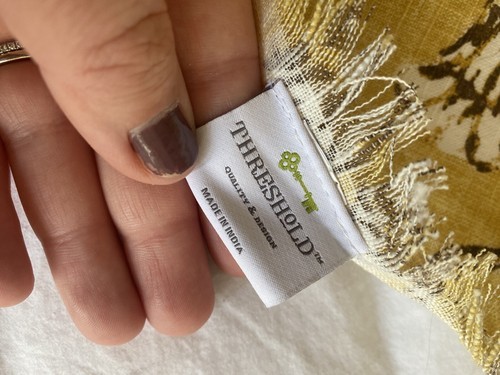 THRESHOLD™
QUALITY & DESIGN
MADE IN INDIA